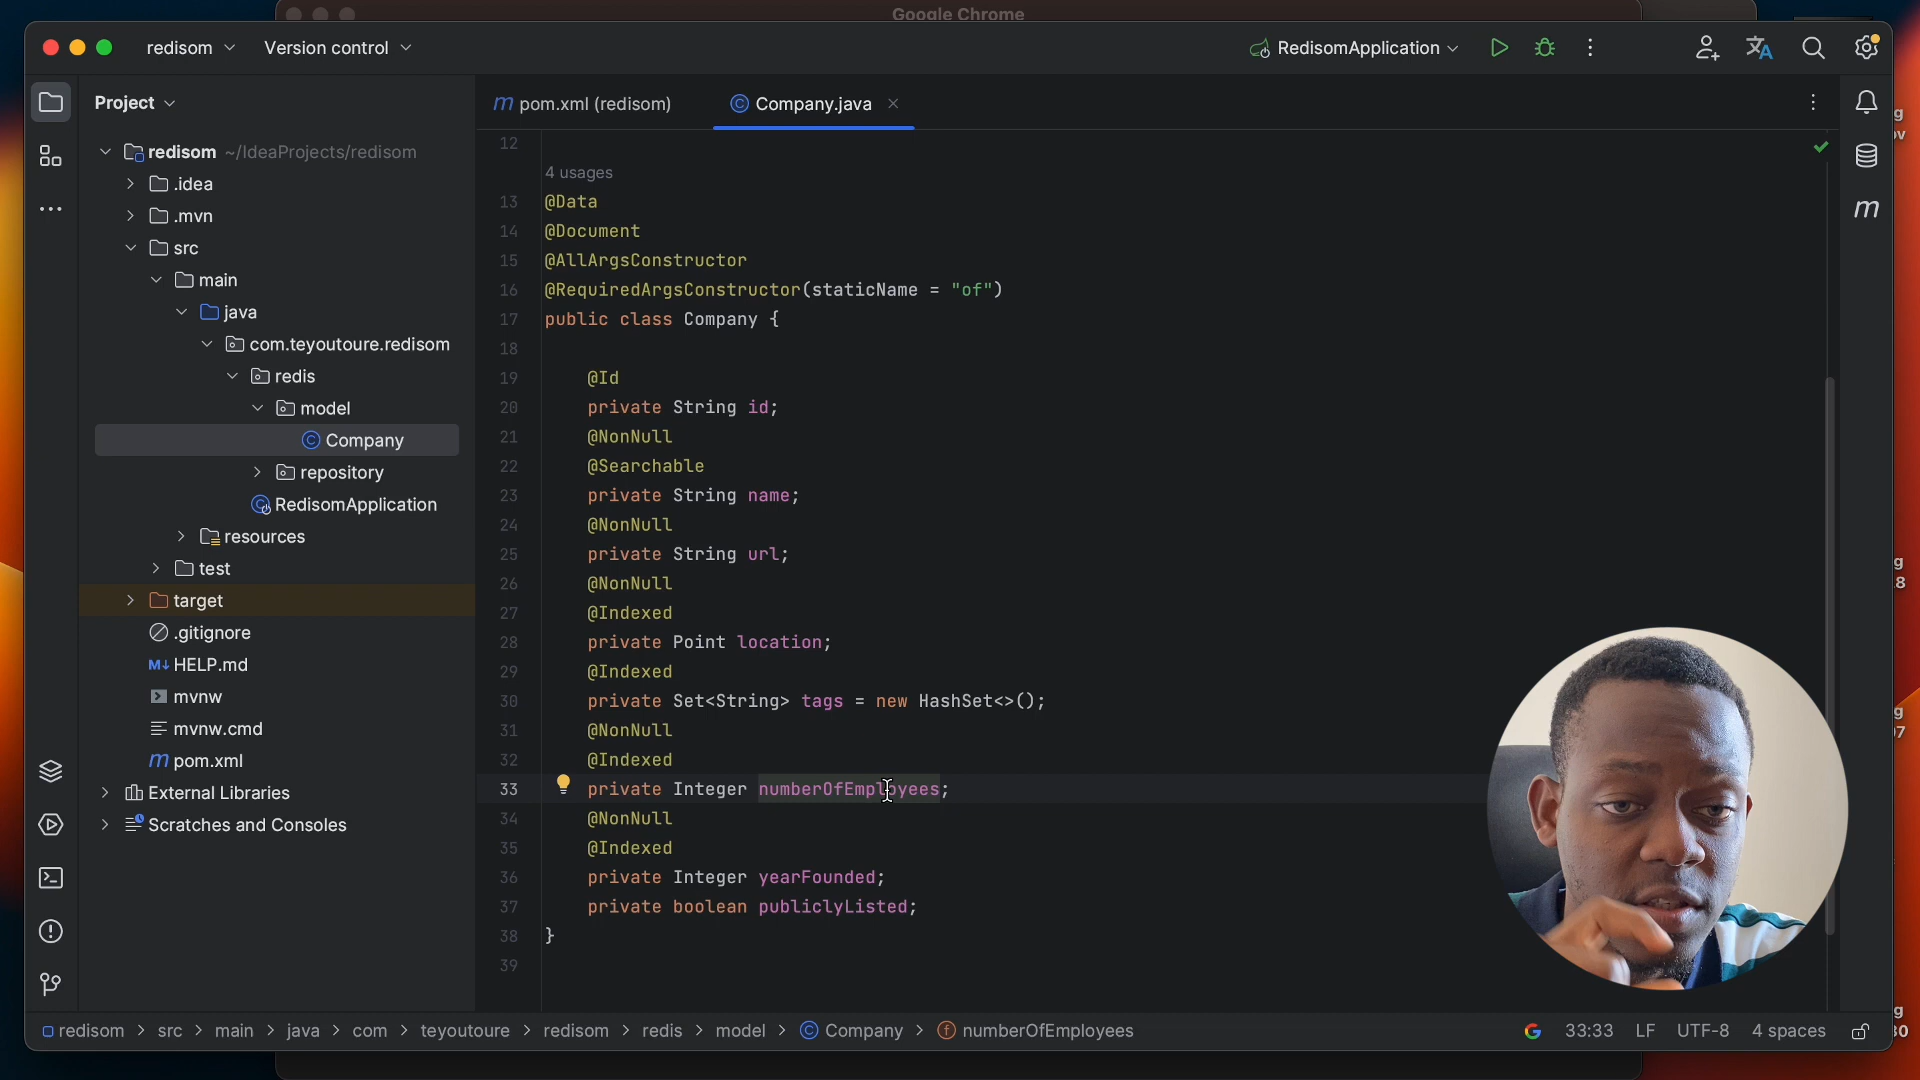 Google Chrome
redisom
Version control
RedisomApplication
Project
pom.xml (redisom)
Company.java
redisom ~/IdeaProjects/redisom
.idea
.mvn
src
main
java
com.teyoutoure.redisom
redis
model
Company
repository
RedisomApplication
resources
test
target
.gitignore
HELP.md
mvnw
mvnw.cmd
pom.xml
External Libraries
Scratches and Consoles
12
4 usages
13 @Data
14 @Document
15 @AllArgsConstructor
16 @RequiredArgsConstructor(staticName = "of")
17 public class Company {
18
19 @Id
20 private String id;
21 @NonNull
22 @Searchable
23 private String name;
24 @NonNull
25 private String url;
26 @NonNull
27 @Indexed
28 private Point location;
29 @Indexed
30 private Set<String> tags = new HashSet<>();
31 @NonNull
32 @Indexed
33 private Integer numberOfEmployees;
34 @NonNull
35 @Indexed
36 private Integer yearFounded;
37 private boolean publiclyListed;
38 }
39
redisom > src > main > java > com > teyoutoure > redisom > redis > model > Company > numberOfEmployees
33:33 LF UTF-8 4 spaces